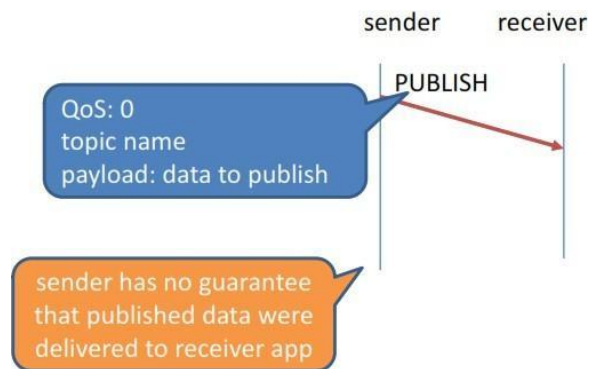 sender receiver
PUBLISH
QoS: 0
topic name
payload: data to publish
sender has no guarantee
that published data were
delivered to receiver app